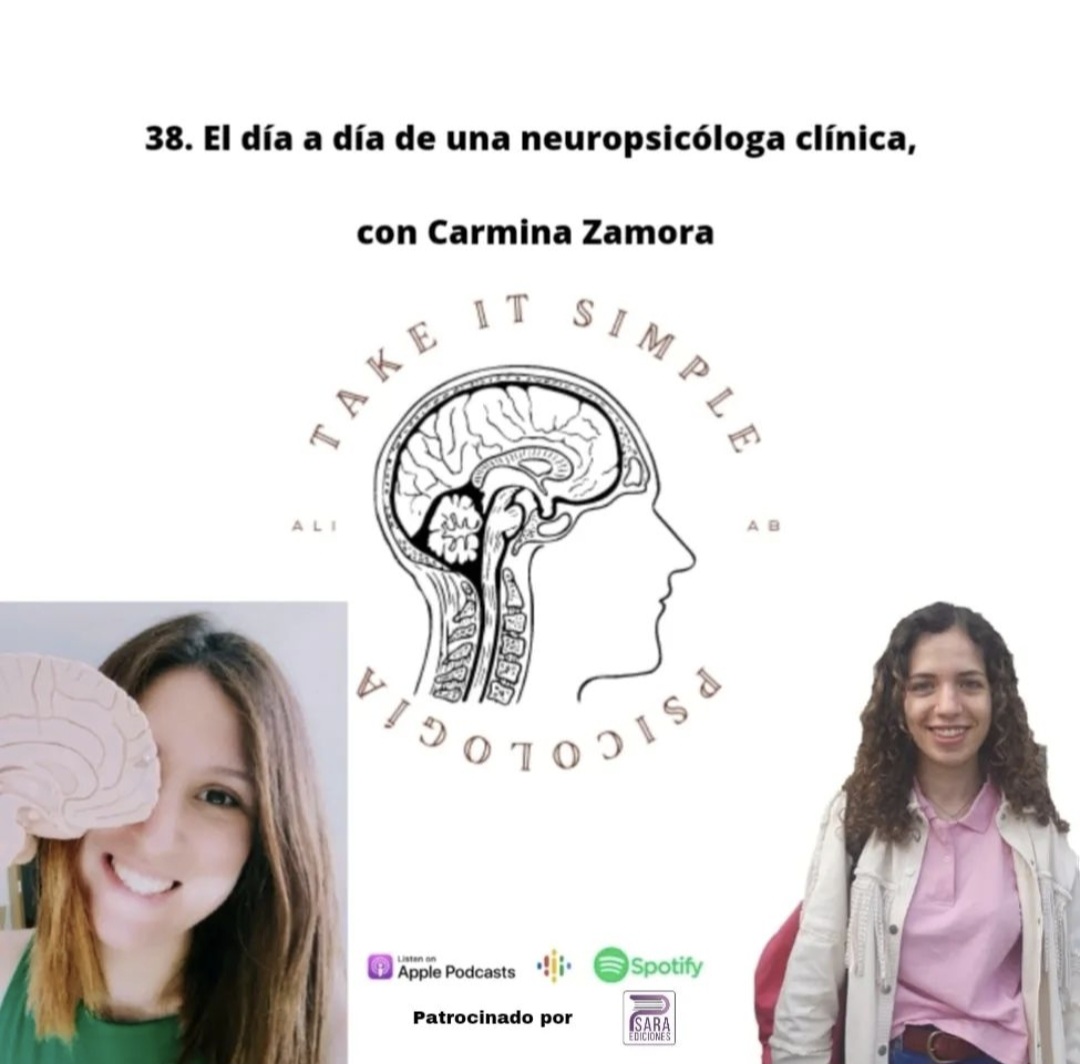 38. El día a día de una neuropsicóloga clínica,
con Carmina Zamora
TAKE IT SIMPLE
ALI
AB
PSICOLOGÍA
Listen on
Apple Podcasts
Spotify
Patrocinado por
SARA
EDICIONES